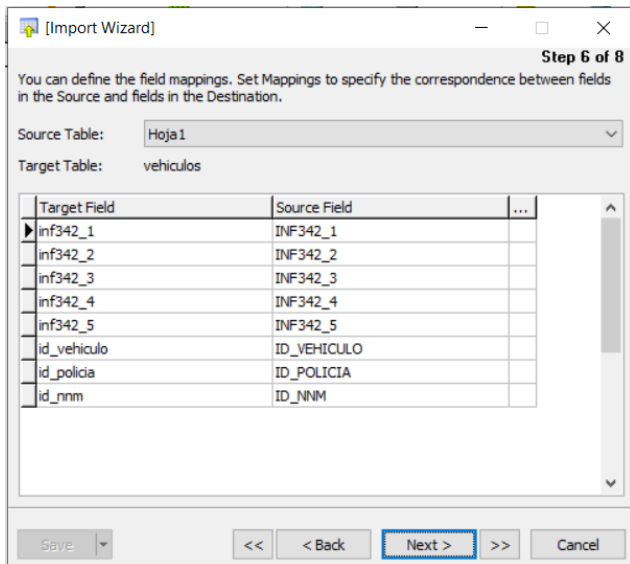 [Import Wizard]
Step 6 of 8
You can define the field mappings. Set Mappings to specify the correspondence between fields
in the Source and fields in the Destination.
Source Table: Hoja1
Target Table: vehiculos
Target Field Source Field ...
inf342_1 INF342_1
inf342_2 INF342_2
inf342_3 INF342_3
inf342_4 INF342_4
inf342_5 INF342_5
id_vehiculo ID_VEHICULO
id_policia ID_POLICIA
id_nnm ID_NNM
Save << < Back Next > >> Cancel